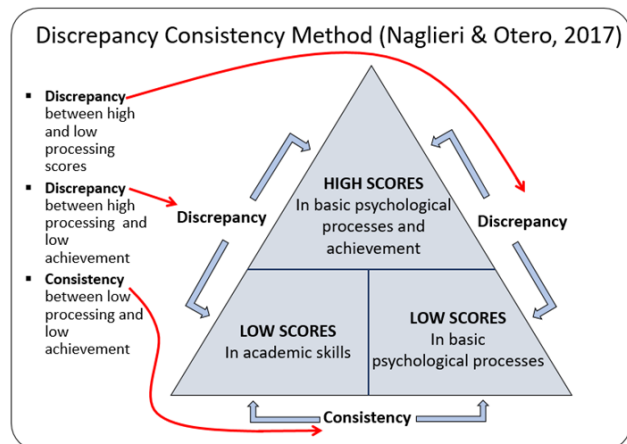 Discrepancy Consistency Method (Naglieri & Otero, 2017)
▪ Discrepancy
between high
and low
processing
scores
▪ Discrepancy
between high
processing and
low
achievement
▪ Consistency
between low
processing and
low
achievement
Discrepancy
HIGH SCORES
In basic psychological
processes and
achievement
Discrepancy
LOW SCORES
In academic skills
LOW SCORES
In basic
psychological processes
Consistency